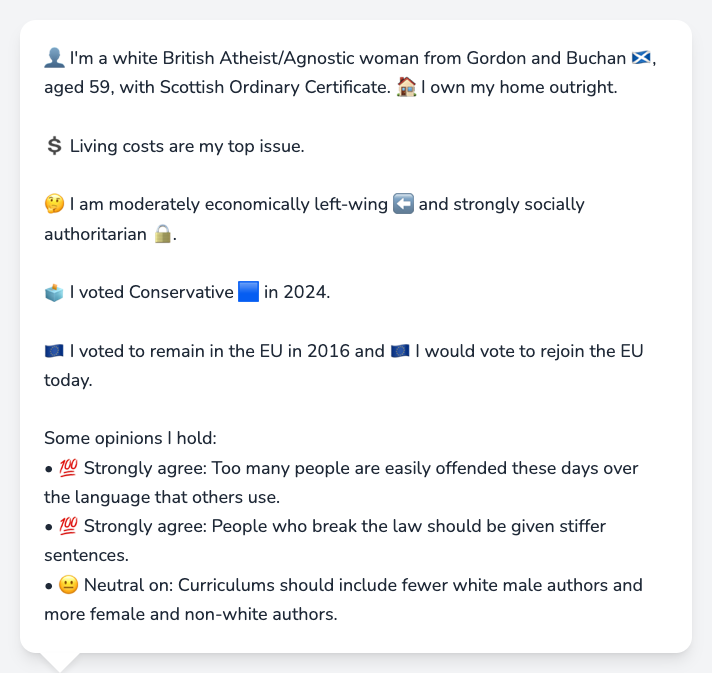 👤 I'm a white British Atheist/Agnostic woman from Gordon and Buchan 🏴󠁧󠁢󠁳󠁣󠁴󠁿,
aged 59, with Scottish Ordinary Certificate. 🏠 I own my home outright.
💲 Living costs are my top issue.
🤔 I am moderately economically left-wing ⬅️ and strongly socially
authoritarian 🔒.
🗳️ I voted Conservative 🟦 in 2024.
🇪🇺 I voted to remain in the EU in 2016 and 🇪🇺 I would vote to rejoin the EU
today.
Some opinions I hold:
• 💯 Strongly agree: Too many people are easily offended these days over
the language that others use.
• 💯 Strongly agree: People who break the law should be given stiffer
sentences.
• 😐 Neutral on: Curriculums should include fewer white male authors and
more female and non-white authors.